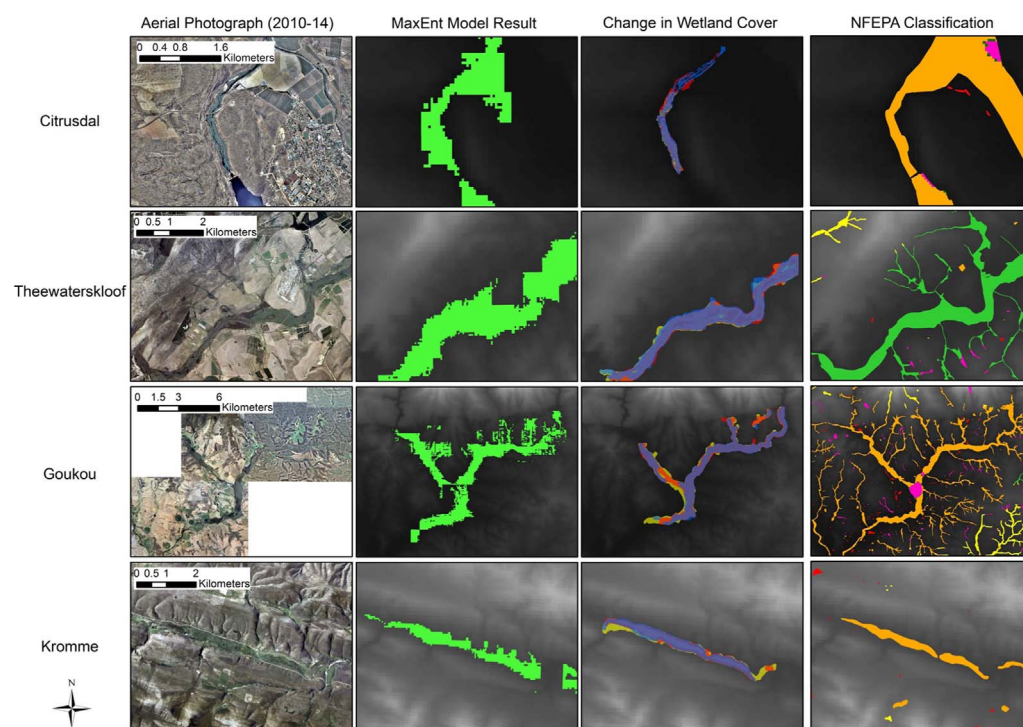 Aerial Photograph (2010-14) MaxEnt Model Result Change in Wetland Cover NFEPA Classification
0 0.4 0.8 1.6
Kilometers
Citrusdal
0 0.5 1 2
Kilometers
Theewaterskloof
0 1.5 3 6
Kilometers
Goukou
0 0.5 1 2
Kilometers
Kromme
N